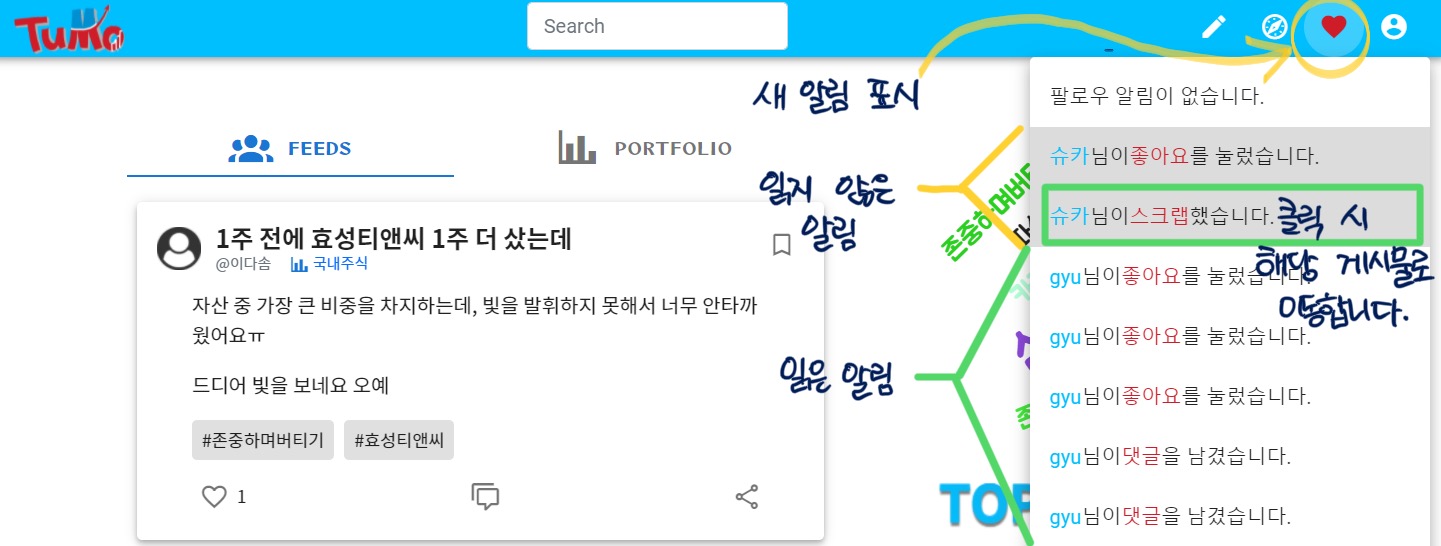 TuMo
Search
새 알림 표시
팔로우 알림이 없습니다.
FEEDS
PORTFOLIO
슈카님이좋아요를 눌렀습니다.
읽지 않은
알림
슈카님이스크랩했습니다.
클릭 시
해당 게시물로
이동합니다.
1주 전에 효성티앤씨 1주 더 샀는데
@이다솜 국내주식
존중하며버
gyu님이좋아요를 눌렀습니다.
자산 중 가장 큰 비중을 차지하는데, 빛을 발휘하지 못해서 너무 안타까
웠어요ㅠ
gyu님이좋아요를 눌렀습니다.
드디어 빛을 보네요 오예
읽은 알림
gyu님이좋아요를 눌렀습니다.
#존중하며버티기 #효성티앤씨
gyu님이댓글을 남겼습니다.
1
TOP
gyu님이댓글을 남겼습니다.